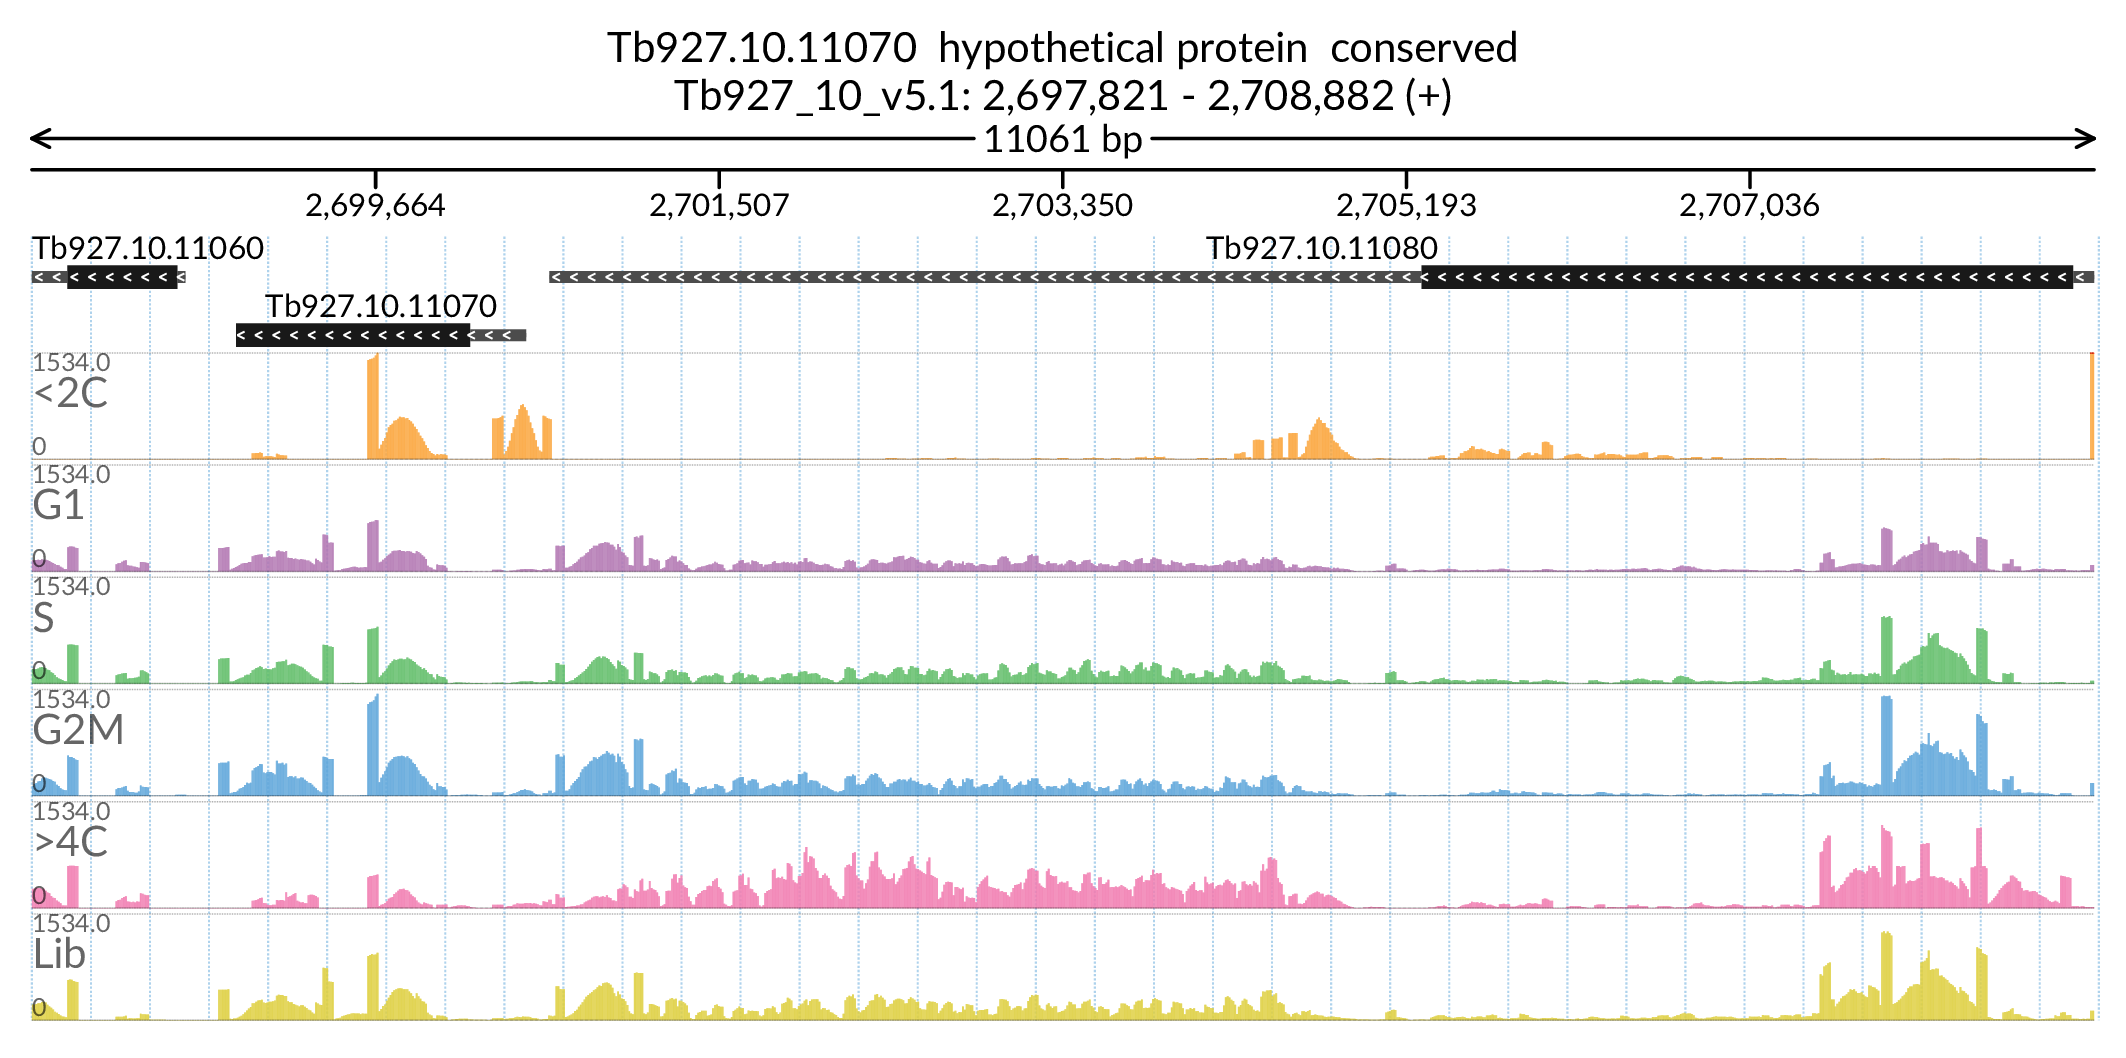 Tb927.10.11070 hypothetical protein conserved
Tb927_10_v5.1: 2,697,821 - 2,708,882 (+)
11061 bp
2,699,664 2,701,507 2,703,350 2,705,193 2,707,036
Tb927.10.11060 Tb927.10.11080
Tb927.10.11070
1534.0
<2C
0
1534.0
G1
0
1534.0
S
0
1534.0
G2M
0
1534.0
>4C
0
1534.0
Lib
0